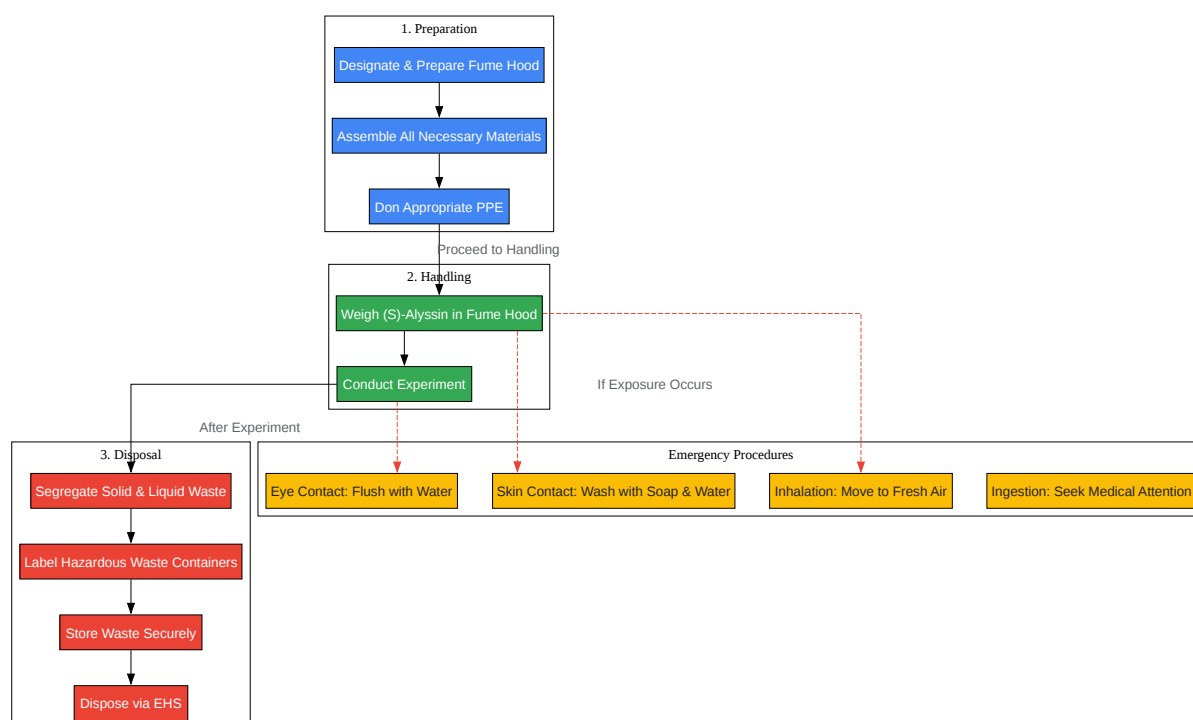 1. Preparation
Designate & Prepare Fume Hood
Assemble All Necessary Materials
Don Appropriate PPE
Proceed to Handling
2. Handling
Weigh (S)-Alyssin in Fume Hood
Conduct Experiment
If Exposure Occurs
After Experiment
3. Disposal
Segregate Solid & Liquid Waste
Label Hazardous Waste Containers
Store Waste Securely
Dispose via EHS
Emergency Procedures
Eye Contact: Flush with Water
Skin Contact: Wash with Soap & Water
Inhalation: Move to Fresh Air
Ingestion: Seek Medical Attention